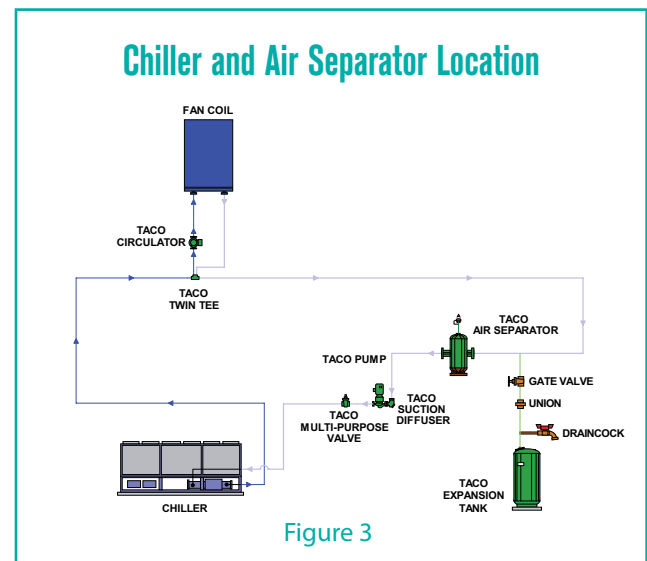 Chiller and Air Separator Location
FAN COIL
TACO
CIRCULATOR
TACO
TWIN TEE
TACO
AIR SEPARATOR
TACO PUMP
GATE VALVE
TACO
SUCTION
DIFFUSER
TACO
MULTI-PURPOSE
VALVE
UNION
DRAINCOCK
TACO
EXPANSION
TANK
CHILLER
Figure 3